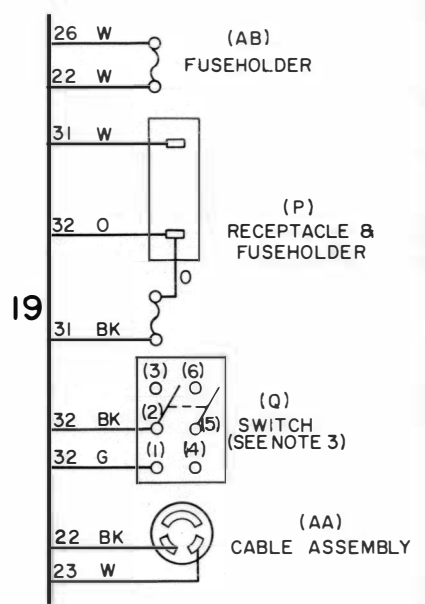 26 W
(AB)
FUSEHOLDER
22 W
31 W
(P)
RECEPTACLE &
FUSEHOLDER
32 O
O
19
31 BK
(3) (6)
(Q)
SWITCH
(SEE NOTE 3)
32 BK (2) (5)
32 G (1) (4)
(AA)
CABLE ASSEMBLY
22 BK
23 W